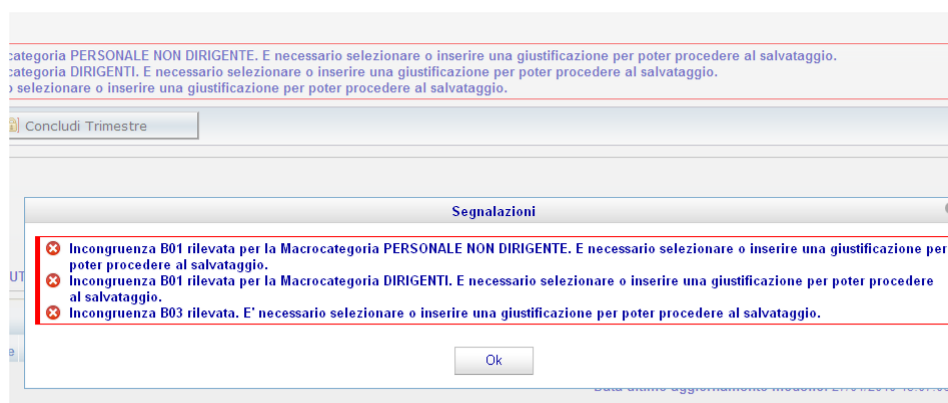 categoria PERSONALE NON DIRIGENTE. E necessario selezionare o inserire una giustificazione per poter procedere al salvataggio.
categoria DIRIGENTI. E necessario selezionare o inserire una giustificazione per poter procedere al salvataggio.
selezionare o inserire una giustificazione per poter procedere al salvataggio.
Concludi Trimestre
Segnalazioni
Incongruenza B01 rilevata per la Macrocategoria PERSONALE NON DIRIGENTE. E necessario selezionare o inserire una giustificazione per
poter procedere al salvataggio.
Incongruenza B01 rilevata per la Macrocategoria DIRIGENTI. E necessario selezionare o inserire una giustificazione per poter procedere
al salvataggio.
Incongruenza B03 rilevata. E' necessario selezionare o inserire una giustificazione per poter procedere al salvataggio.
UT
e
Ok